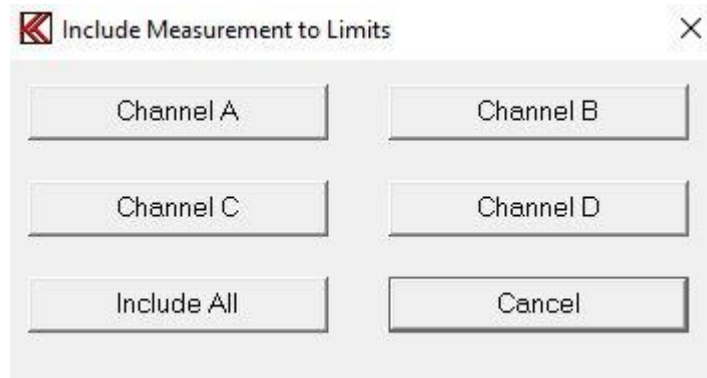 Include Measurement to Limits
Channel A
Channel B
Channel C
Channel D
Include All
Cancel